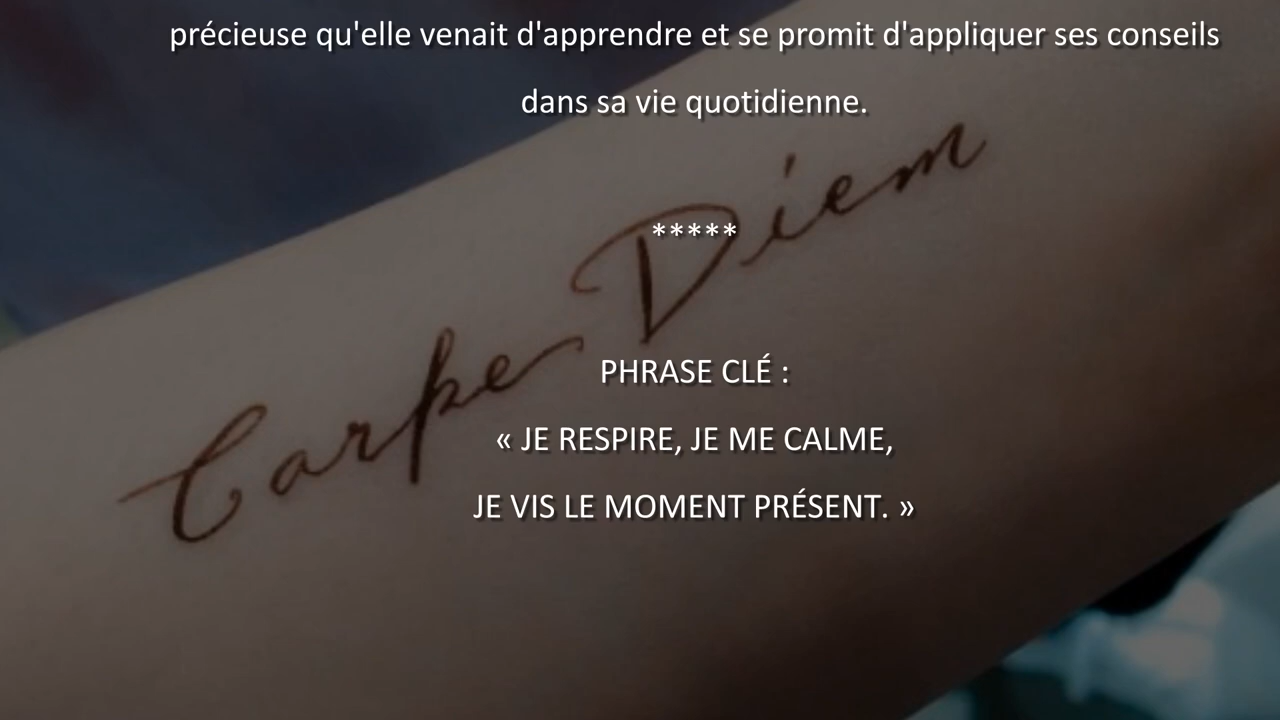 précieuse qu'elle venait d'apprendre et se promit d'appliquer ses conseils
dans sa vie quotidienne.
*****
Carpe Diem
PHRASE CLÉ :
« JE RESPIRE, JE ME CALME,
JE VIS LE MOMENT PRÉSENT. »